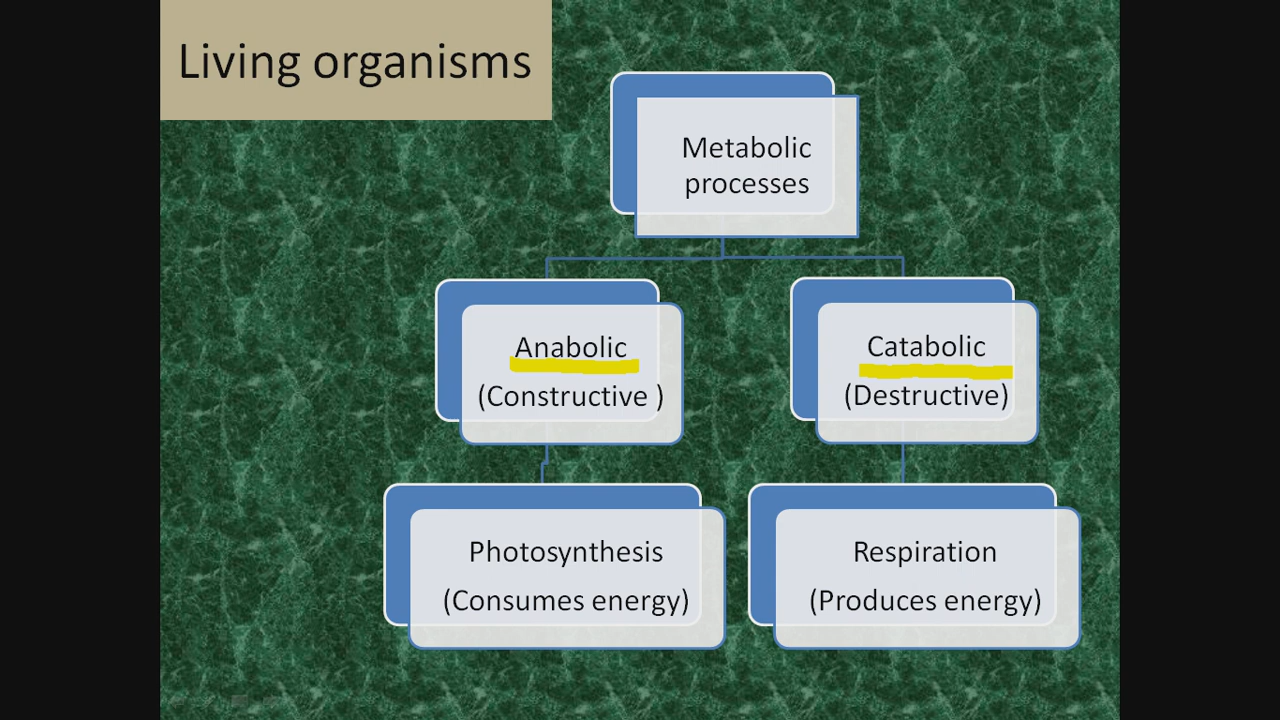 Living organisms
Metabolic
processes
Anabolic
(Constructive )
Catabolic
(Destructive)
Photosynthesis
(Consumes energy)
Respiration
(Produces energy)